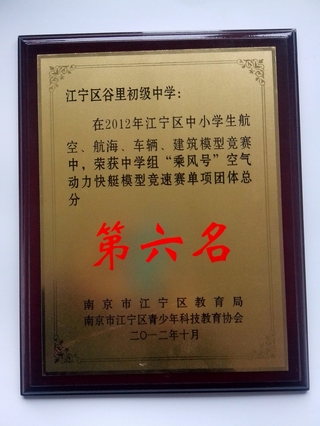 江宁区谷里初级中学：
在2012年江宁区中小学生航
空、航海、车辆、建筑模型竞赛
中，荣获中学组“乘风号”空气
动力快艇模型竞速赛单项团体总
分
第六名
南京市江宁区教育局
南京市江宁区青少年科技教育协会
二〇一二年十月